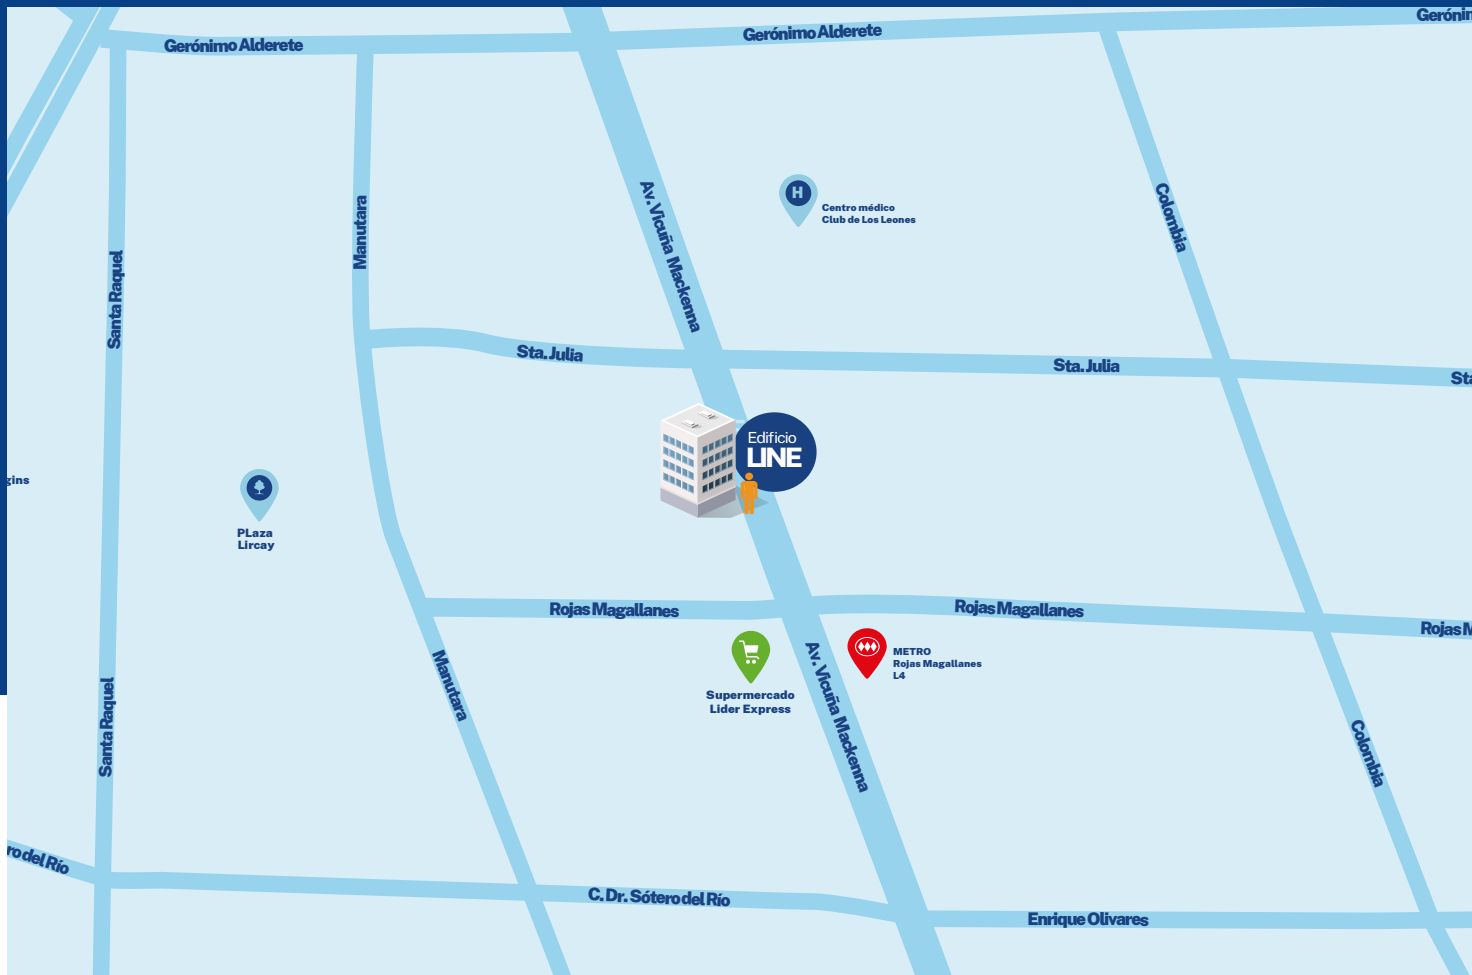 Gerónimo Alderete
Gerónimo Alderete
Manutara
Av. Vicuña Mackenna
Centro médico
Club de Los Leones
Colombia
Santa Raquel
Sta. Julia
Sta. Julia
Edificio
LINE
PLaza
Lircay
Rojas Magallanes
Rojas Magallanes
Supermercado
Lider Express
METRO
Rojas Magallanes
L4
Av. Vicuña Mackenna
Manutara
Santa Raquel
Colombia
del Río
C. Dr. Sótero del Río
Enrique Olivares
H